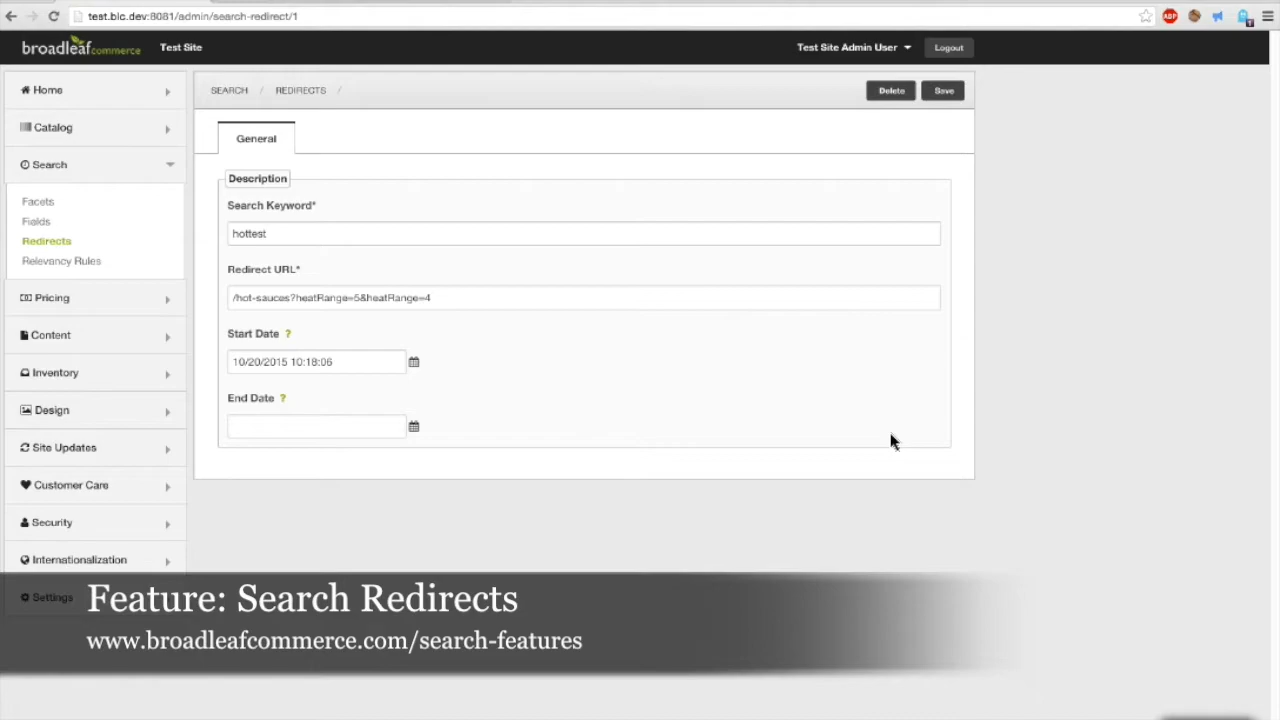 test.blc.dev:8081/admin/search-redirect/1
ABP
broadleafcommerce Test Site Test Site Admin User Logout
Home
Catalog
Search
Facets
Fields
Redirects
Relevancy Rules
Pricing
Content
Inventory
Design
Site Updates
Customer Care
Security
Internationalization
Settings
SEARCH / REDIRECTS /
Delete Save
General
Description
Search Keyword*
hottest
Redirect URL*
/hot-sauces?heatRange=5&heatRange=4
Start Date ?
10/20/2015 10:18:06
End Date ?
Feature: Search Redirects
www.broadleafcommerce.com/search-features